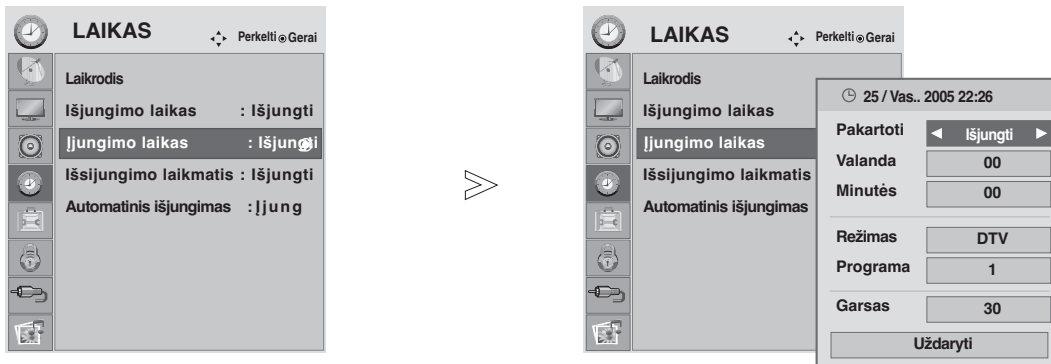 LAIKAS Perkelti Gerai
Laikrodis
Išjungimo laikas : Išjungti
Įjungimo laikas : Išjungti
Išsijungimo laikmatis : Išjungti
Automatinis išjungimas : Įjung
LAIKAS Perkelti Gerai
Laikrodis
Išjungimo laikas
Įjungimo laikas
Išsijungimo laikmatis
Automatinis išjungimas
25 / Vas.. 2005 22:26
Pakartoti ◄ Išjungti ►
Valanda 00
Minutės 00
Režimas DTV
Programa 1
Garsas 30
Uždaryti